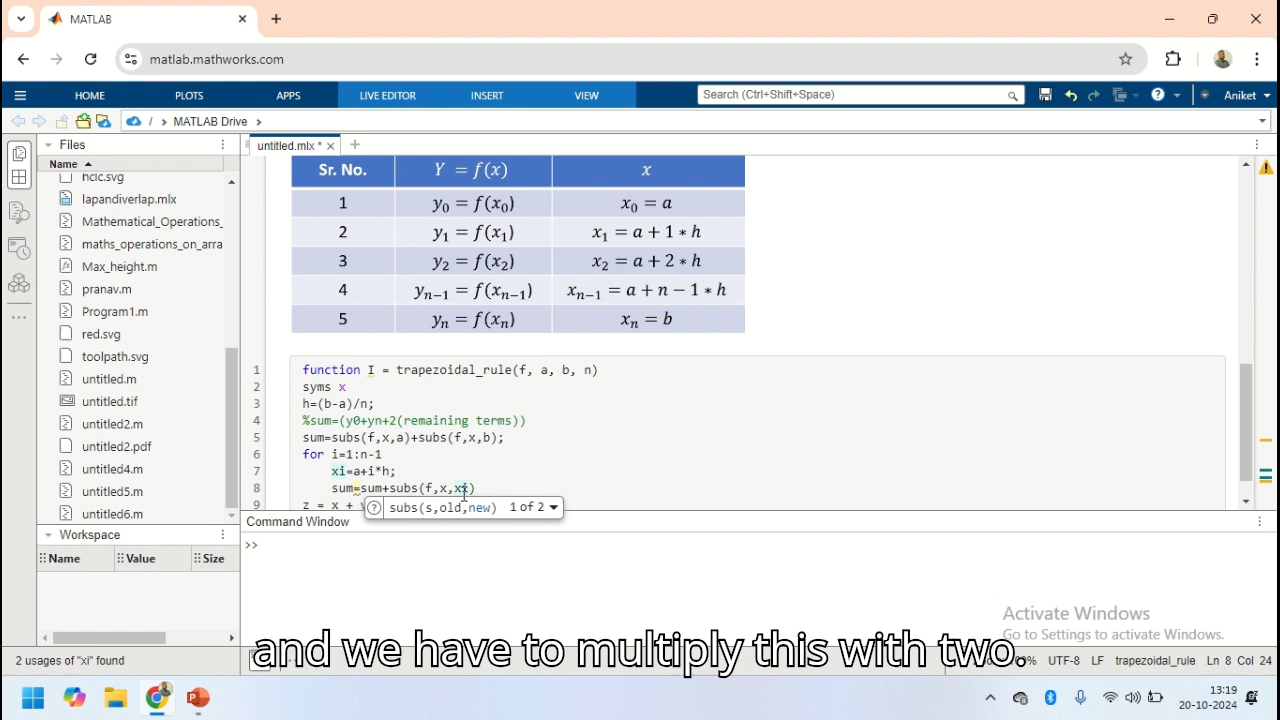 MATLAB
matlab.mathworks.com
HOME PLOTS APPS LIVE EDITOR INSERT VIEW Search (Ctrl+Shift+Space) Aniket
/ MATLAB Drive
Files
Name
hclc.svg
lapandiverlap.mlx
Mathematical_Operations_
maths_operations_on_arra
Max_height.m
pranav.m
Program1.m
red.svg
toolpath.svg
untitled.m
untitled.tif
untitled2.m
untitled2.pdf
untitled4.m
untitled5.m
untitled6.m
Workspace
Name Value Size
untitled.mlx *
Sr. No. Y = f(x) x
1 y₀ = f(x₀) x₀ = a
2 y₁ = f(x₁) x₁ = a + 1 ∗ h
3 y₂ = f(x₂) x₂ = a + 2 ∗ h
4 yₙ₋₁ = f(xₙ₋₁) xₙ₋₁ = a + n − 1 ∗ h
5 yₙ = f(xₙ) xₙ = b
1 function I = trapezoidal_rule(f, a, b, n)
2 syms x
3 h=(b-a)/n;
4 %sum=(y0+yn+2(remaining terms))
5 sum=subs(f,x,a)+subs(f,x,b);
6 for i=1:n-1
7 xi=a+i*h;
8 sum=sum+subs(f,x,xi)
9 z = x + y
subs(s,old,new) 1 of 2
Command Window
>>
Activate Windows
Go to Settings to activate Windows.
and we have to multiply this with two.
2 usages of "xi" found
UTF-8 LF trapezoidal_rule Ln 8 Col 24
13:19
20-10-2024